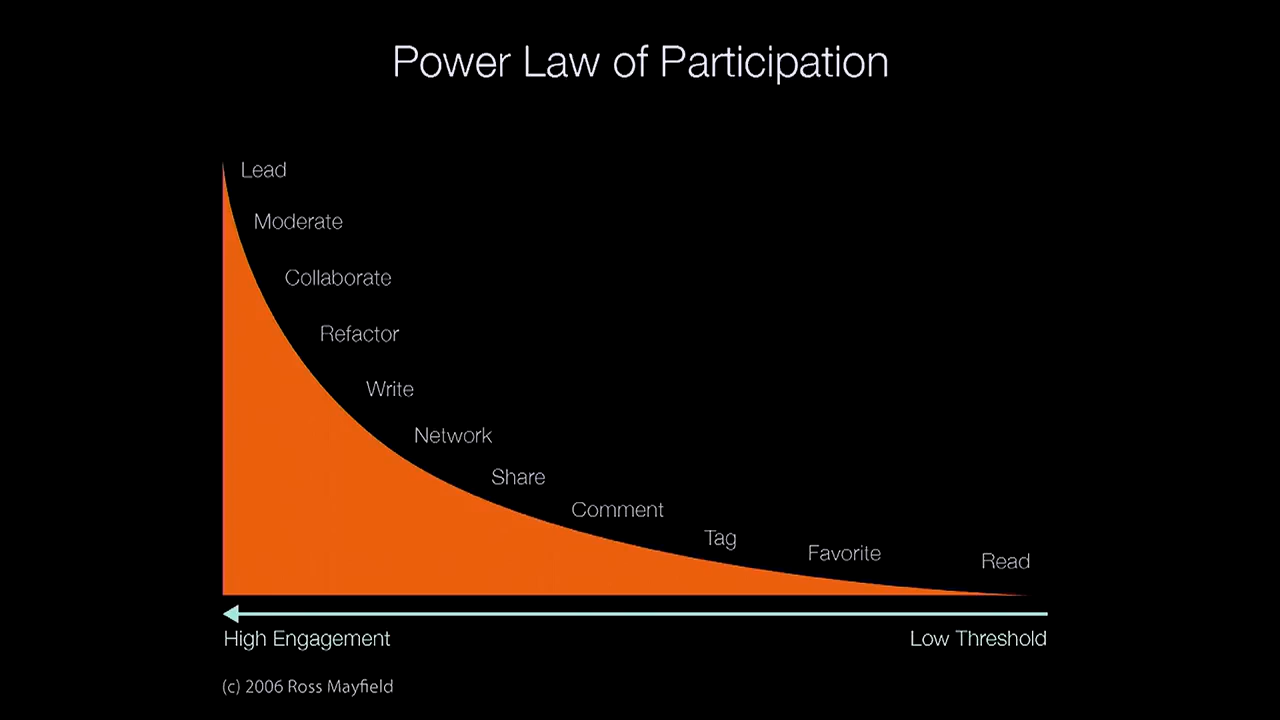 Power Law of Participation
Lead
Moderate
Collaborate
Refactor
Write
Network
Share
Comment
Tag
Favorite
Read
High Engagement
Low Threshold
(c) 2006 Ross Mayfield